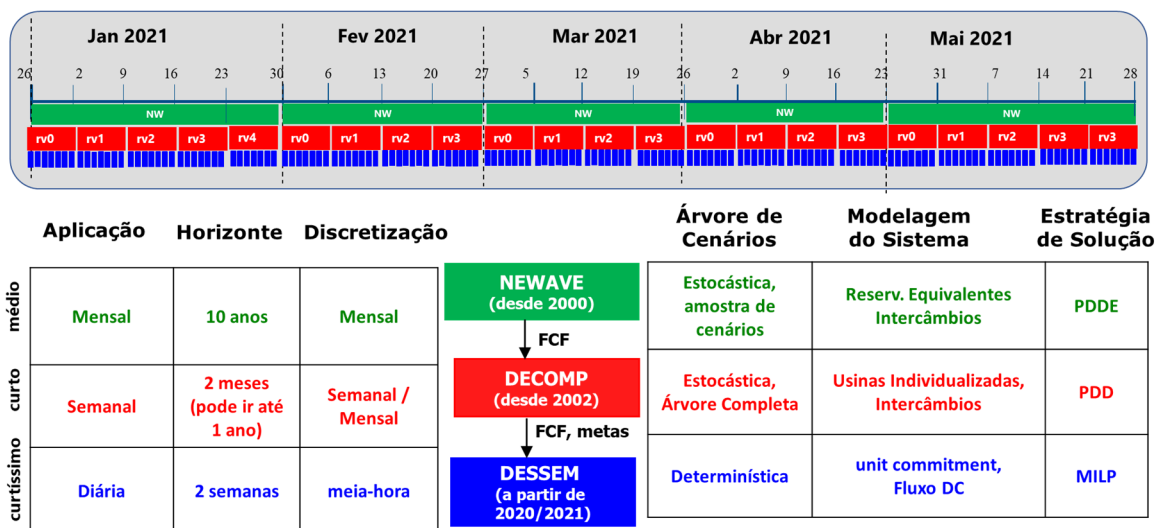 Jan 2021 Fev 2021 Mar 2021 Abr 2021 Mai 2021
26 2 9 16 23 30 6 13 20 27 5 12 19 26 2 9 16 23 31 7 14 21 28
NW NW NW NW NW
rv0 rv1 rv2 rv3 rv4 rv0 rv1 rv2 rv3 rv0 rv1 rv2 rv3 rv0 rv1 rv2 rv3 rv0 rv1 rv2 rv3 rv3
Aplicação Horizonte Discretização
Árvore de
Cenários
Modelagem
do Sistema
Estratégia
de Solução
médio
Mensal
10 anos
Mensal
NEWAVE
(desde 2000)
Estocástica,
amostra de
cenários
Reserv. Equivalentes
Intercâmbios
PDDE
FCF
curto
Semanal
2 meses
(pode ir até
1 ano)
Semanal /
Mensal
DECOMP
(desde 2002)
Estocástica,
Árvore Completa
Usinas Individualizadas,
Intercâmbios
PDD
FCF, metas
curtíssimo
Diária
2 semanas
meia-hora
DESSEM
(a partir de
2020/2021)
Determinística
unit commitment,
Fluxo DC
MILP